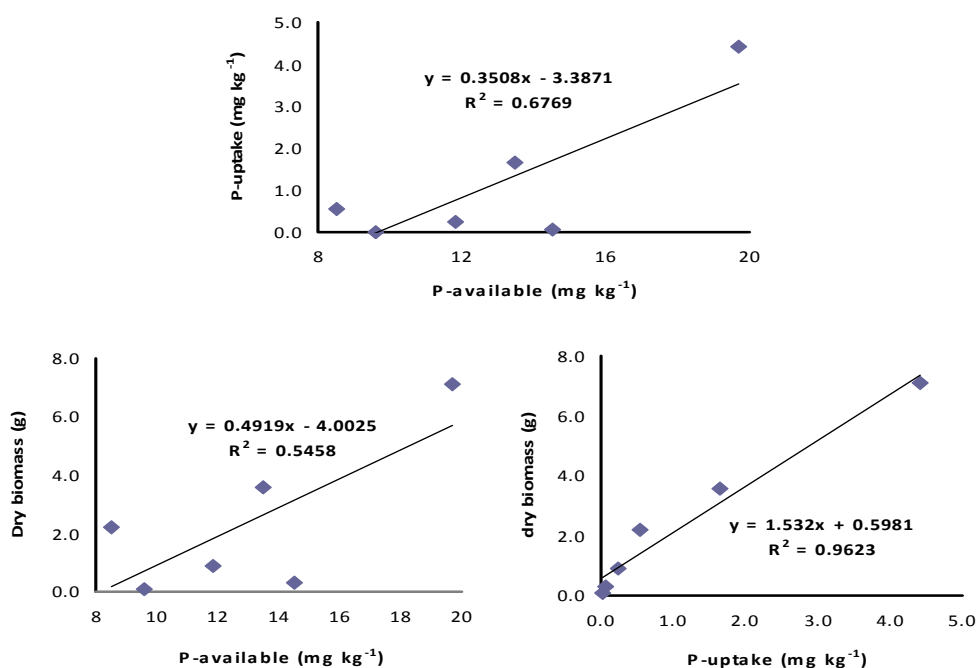 5.0
4.0
3.0
2.0
1.0
0.0
P-uptake (mg kg⁻¹)
y = 0.3508x - 3.3871
R² = 0.6769
8 12 16 20
P-available (mg kg⁻¹)
8.0
6.0
4.0
2.0
0.0
Dry biomass (g)
y = 0.4919x - 4.0025
R² = 0.5458
8 10 12 14 16 18 20
P-available (mg kg⁻¹)
8.0
6.0
4.0
2.0
0.0
dry biomass (g)
y = 1.532x + 0.5981
R² = 0.9623
0.0 1.0 2.0 3.0 4.0 5.0
P-uptake (mg kg⁻¹)